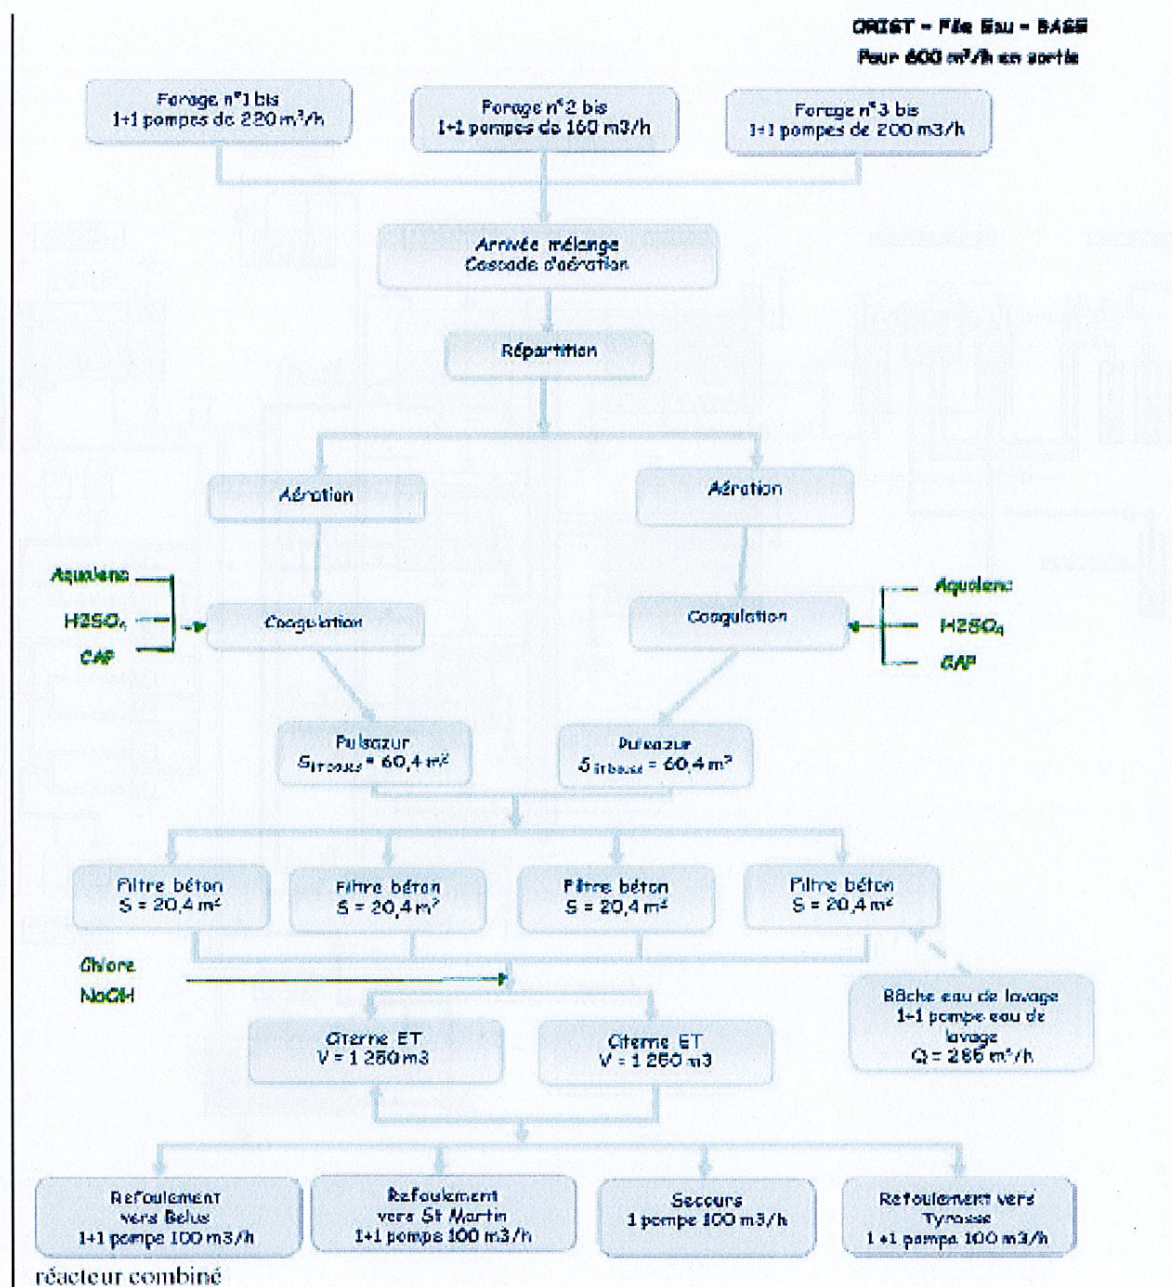 ORIST - File Eau - BASE
Pour 600 m³/h en sortie
Forage n°1 bis
1+1 pompes de 220 m³/h
Forage n°2 bis
1+1 pompes de 160 m3/h
Forage n°3 bis
1+1 pompes de 200 m3/h
Arrivée mélange
Cascade d'aération
Répartition
Aération
Aération
Aqualenc
H2SO₄
CAP
Coagulation
Coagulation
Aqualenc
H2SO₄
CAP
Pulsazur
S lit boues = 60,4 m²
Pulsazur
S lit boues = 60,4 m²
Filtre béton
S = 20,4 m²
Filtre béton
S = 20,4 m²
Filtre béton
S = 20,4 m²
Filtre béton
S = 20,4 m²
Chlore
NaOH
Bâche eau de lavage
1+1 pompe eau de
lavage
Q = 285 m³/h
Citerne ET
V = 1 250 m3
Citerne ET
V = 1 250 m3
Refoulement
vers Belus
1+1 pompe 100 m3/h
Refoulement
vers St Martin
1+1 pompe 100 m3/h
Secours
1 pompe 100 m3/h
Refoulement vers
Tyrosse
1+1 pompe 100 m3/h
réacteur combiné